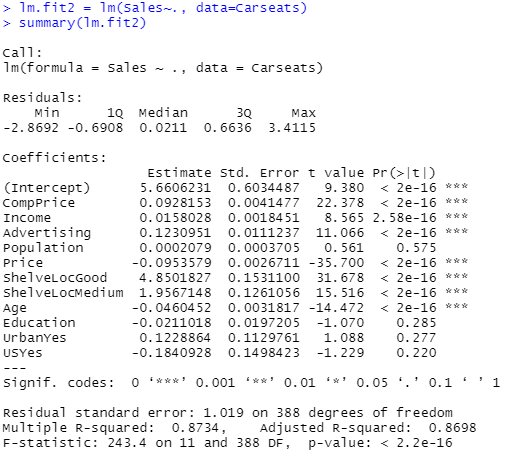 > lm.fit2 = lm(Sales~., data=Carseats)
> summary(lm.fit2)
Call:
lm(formula = Sales ~ ., data = Carseats)
Residuals:
    Min      1Q  Median      3Q     Max
-2.8692 -0.6908  0.0211  0.6636  3.4115
Coefficients:
                  Estimate Std. Error t value Pr(>|t|)
(Intercept)      5.6606231  0.6034487   9.380  < 2e-16 ***
CompPrice        0.0928153  0.0041477  22.378  < 2e-16 ***
Income           0.0158028  0.0018451   8.565 2.58e-16 ***
Advertising      0.1230951  0.0111237  11.066  < 2e-16 ***
Population       0.0002079  0.0003705   0.561    0.575
Price           -0.0953579  0.0026711 -35.700  < 2e-16 ***
ShelveLocGood    4.8501827  0.1531100  31.678  < 2e-16 ***
ShelveLocMedium  1.9567148  0.1261056  15.516  < 2e-16 ***
Age             -0.0460452  0.0031817 -14.472  < 2e-16 ***
Education       -0.0211018  0.0197205  -1.070    0.285
UrbanYes         0.1228864  0.1129761   1.088    0.277
USYes           -0.1840928  0.1498423  -1.229    0.220
---
Signif. codes:  0 ‘***’ 0.001 ‘**’ 0.01 ‘*’ 0.05 ‘.’ 0.1 ‘ ’ 1
Residual standard error: 1.019 on 388 degrees of freedom
Multiple R-squared:  0.8734,    Adjusted R-squared:  0.8698
F-statistic: 243.4 on 11 and 388 DF,  p-value: < 2.2e-16